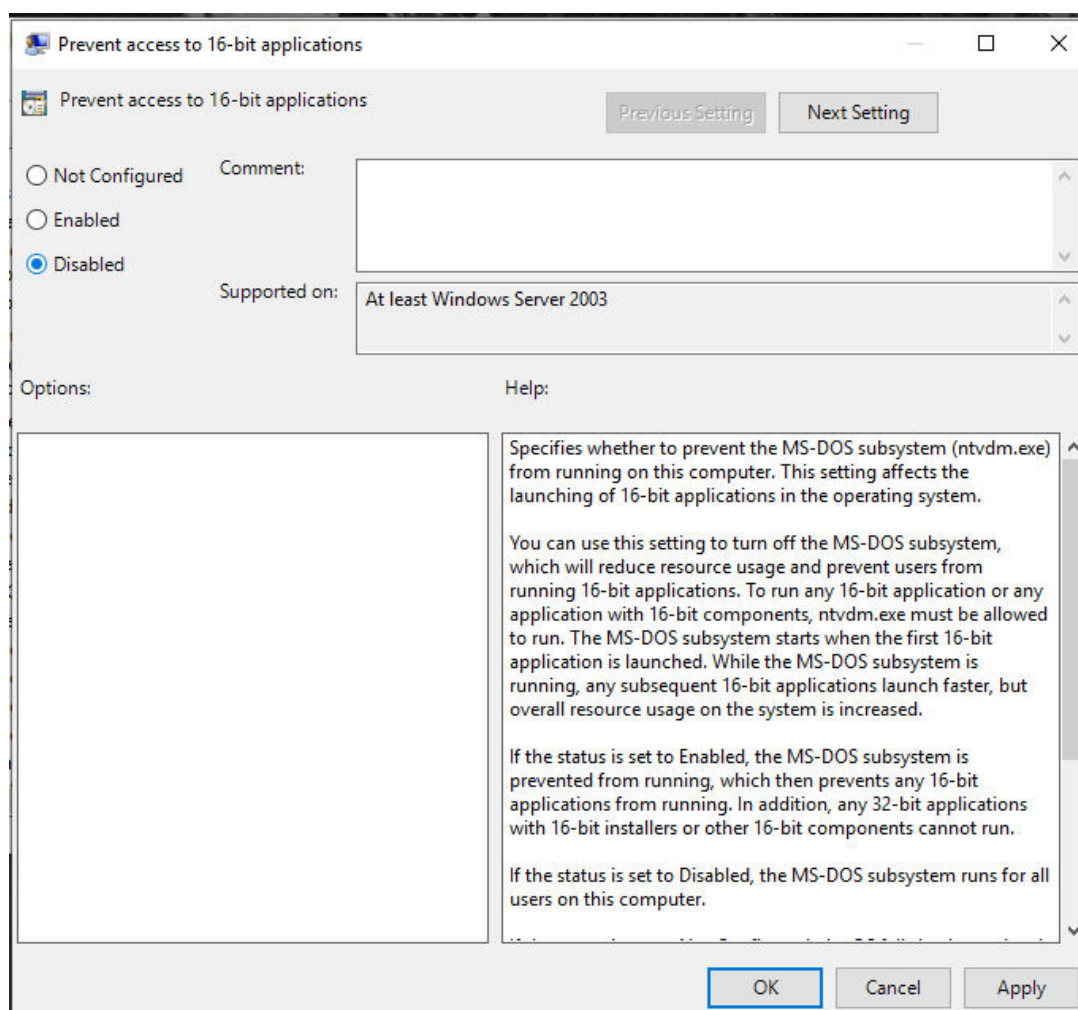 Prevent access to 16-bit applications
Prevent access to 16-bit applications
Previous Setting
Next Setting
Not Configured
Comment:
Enabled
Disabled
Supported on:
At least Windows Server 2003
Options:
Help:
Specifies whether to prevent the MS-DOS subsystem (ntvdm.exe)
from running on this computer. This setting affects the
launching of 16-bit applications in the operating system.
You can use this setting to turn off the MS-DOS subsystem,
which will reduce resource usage and prevent users from
running 16-bit applications. To run any 16-bit application or any
application with 16-bit components, ntvdm.exe must be allowed
to run. The MS-DOS subsystem starts when the first 16-bit
application is launched. While the MS-DOS subsystem is
running, any subsequent 16-bit applications launch faster, but
overall resource usage on the system is increased.
If the status is set to Enabled, the MS-DOS subsystem is
prevented from running, which then prevents any 16-bit
applications from running. In addition, any 32-bit applications
with 16-bit installers or other 16-bit components cannot run.
If the status is set to Disabled, the MS-DOS subsystem runs for all
users on this computer.
OK
Cancel
Apply